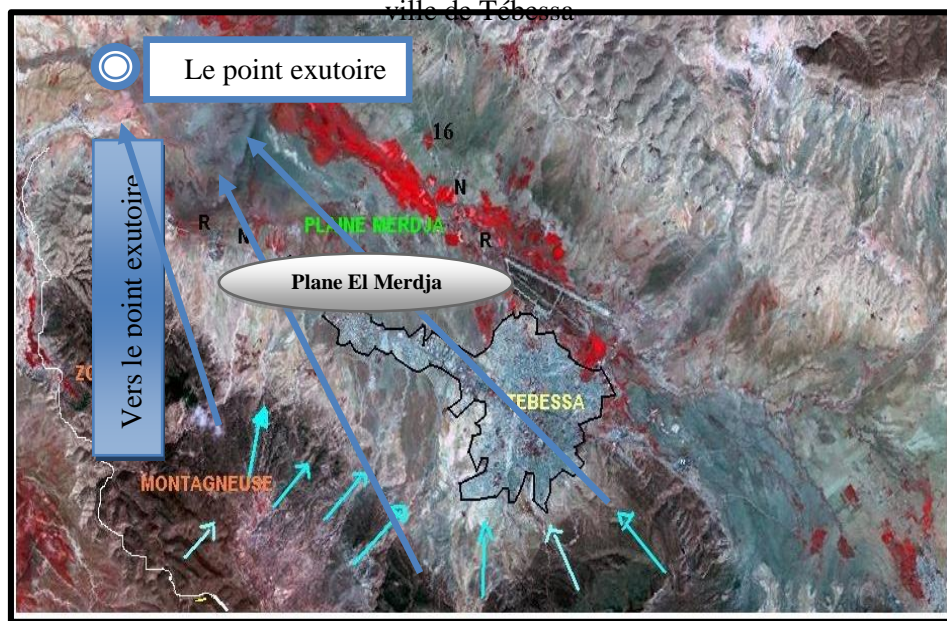 ville de Tébessa
Le point exutoire
16
N
R
N
PLAINE MERDJA
R
Plane El Merdja
Vers le point exutoire
TEBESSA
MONTAGNEUSE